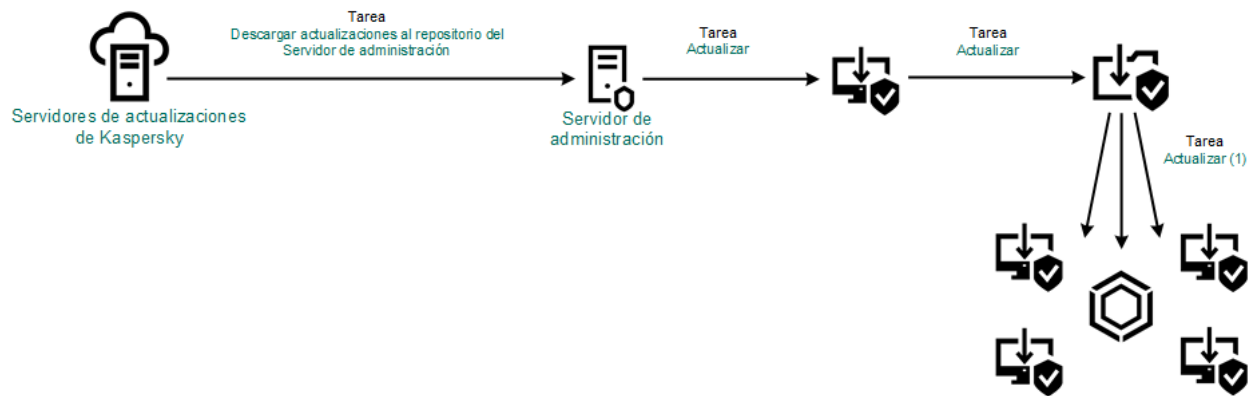 Tarea
Descargar actualizaciones al repositorio del
Servidor de administración
Tarea
Actualizar
Tarea
Actualizar
Servidores de actualizaciones
de Kaspersky
Servidor de
administración
Tarea
Actualizar (1)